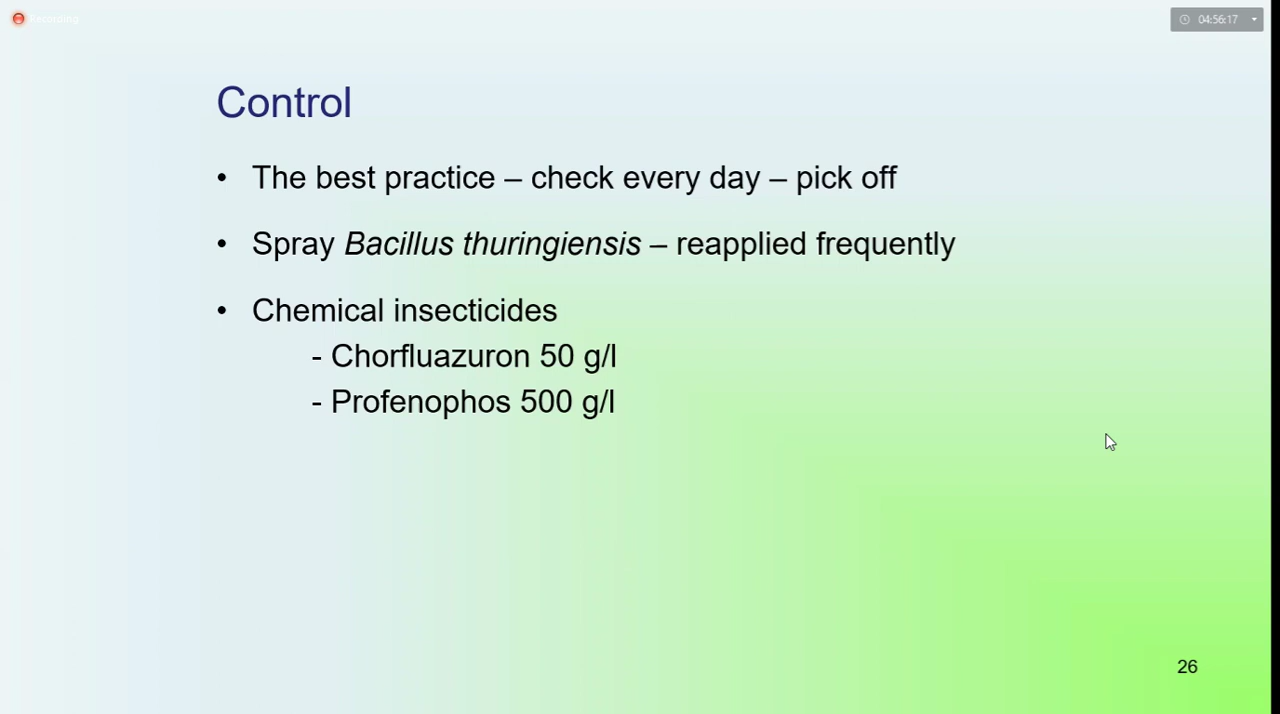 Recording
04:56:17
Control
• The best practice – check every day – pick off
• Spray Bacillus thuringiensis – reapplied frequently
• Chemical insecticides
- Chorfluazuron 50 g/l
- Profenophos 500 g/l
26